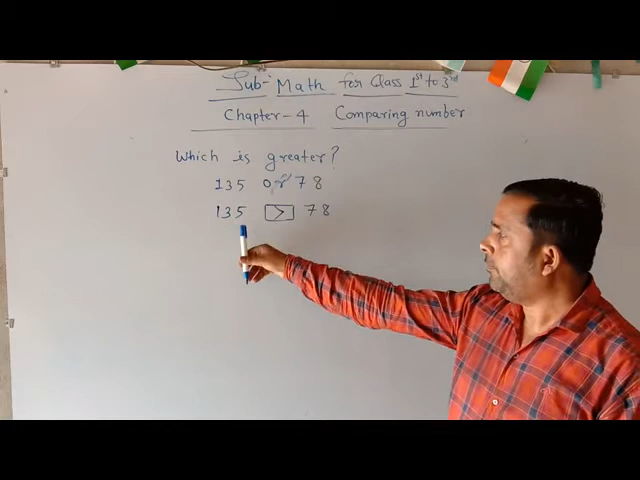 Sub:- Math for Class 1st to 3rd
Chapter-4 Comparing number
Which is greater?
135 or 78
135 > 78